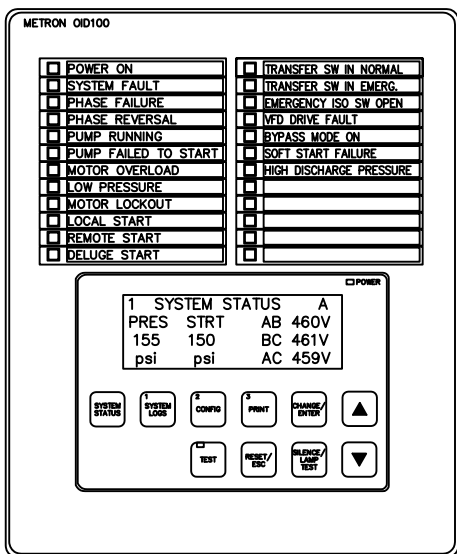 METRON OID100
POWER ON
SYSTEM FAULT
PHASE FAILURE
PHASE REVERSAL
PUMP RUNNING
PUMP FAILED TO START
MOTOR OVERLOAD
LOW PRESSURE
MOTOR LOCKOUT
LOCAL START
REMOTE START
DELUGE START
TRANSFER SW IN NORMAL
TRANSFER SW IN EMERG.
EMERGENCY ISO SW OPEN
VFD DRIVE FAULT
BYPASS MODE ON
SOFT START FAILURE
HIGH DISCHARGE PRESSURE
POWER
1 SYSTEM STATUS A
PRES STRT AB 460V
155 150 BC 461V
psi psi AC 459V
SYSTEM
STATUS
1
SYSTEM
LOGS
2
CONFIG
3
PRINT
CHANGE/
ENTER
TEST
RESET/
ESC
SILENCE/
LAMP
TEST